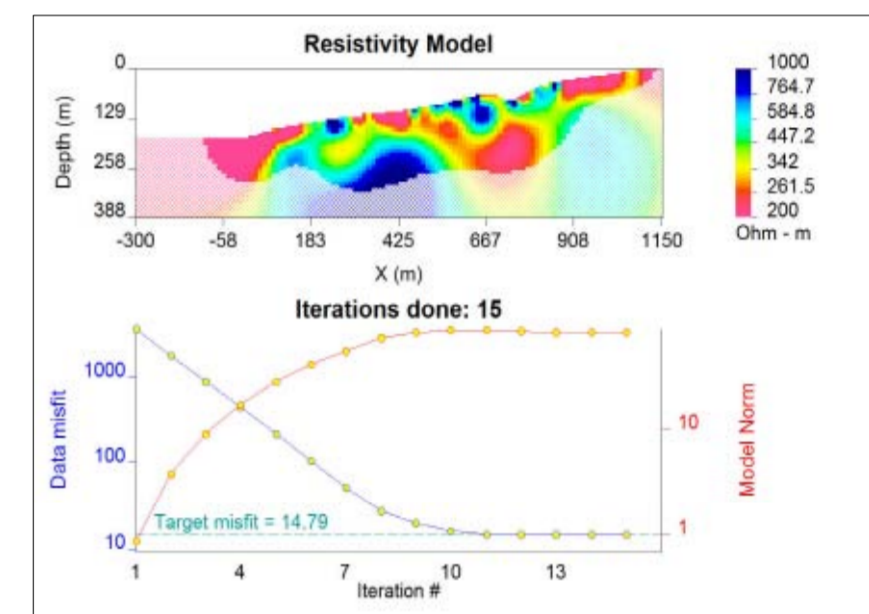 Resistivity Model
Depth (m)
0
129
258
388
-300 -58 183 425 667 908 1150
X (m)
1000
764.7
584.8
447.2
342
261.5
200
Ohm - m
Iterations done: 15
Data misfit
1000
100
10
Target misfit = 14.79
10
1
Model Norm
1 4 7 10 13
Iteration #